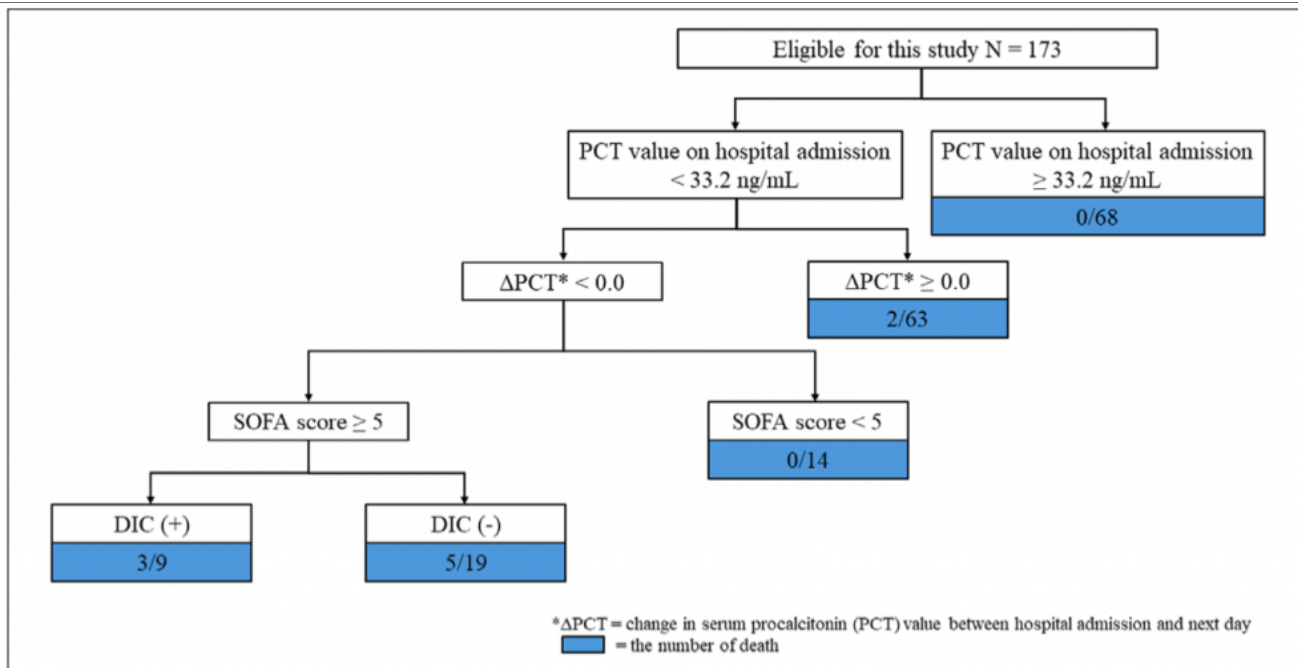 Eligible for this study N = 173
PCT value on hospital admission
< 33.2 ng/mL
PCT value on hospital admission
≥ 33.2 ng/mL
0/68
ΔPCT* < 0.0
ΔPCT* ≥ 0.0
2/63
SOFA score ≥ 5
SOFA score < 5
0/14
DIC (+)
3/9
DIC (-)
5/19
*ΔPCT = change in serum procalcitonin (PCT) value between hospital admission and next day
= the number of death